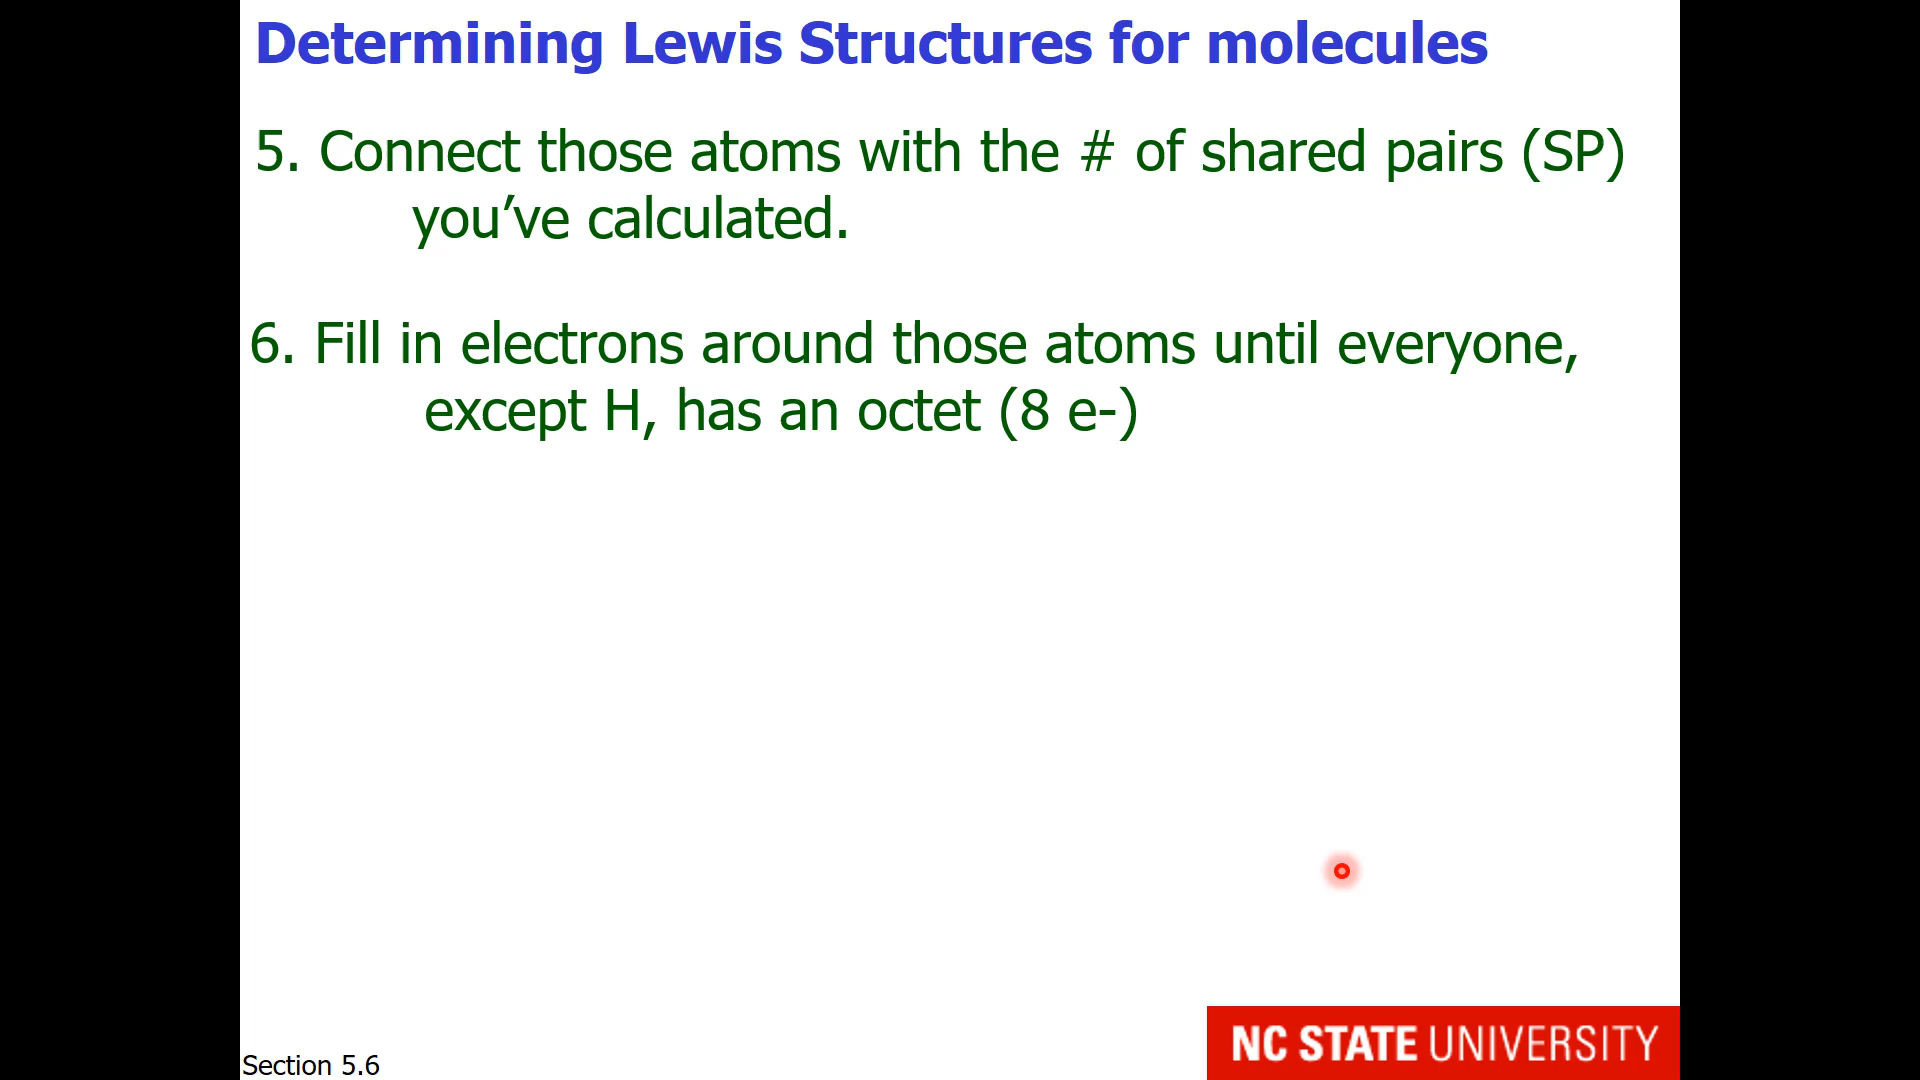 Determining Lewis Structures for molecules
5. Connect those atoms with the # of shared pairs (SP)
you’ve calculated.
6. Fill in electrons around those atoms until everyone,
except H, has an octet (8 e-)
Section 5.6
NC STATE UNIVERSITY